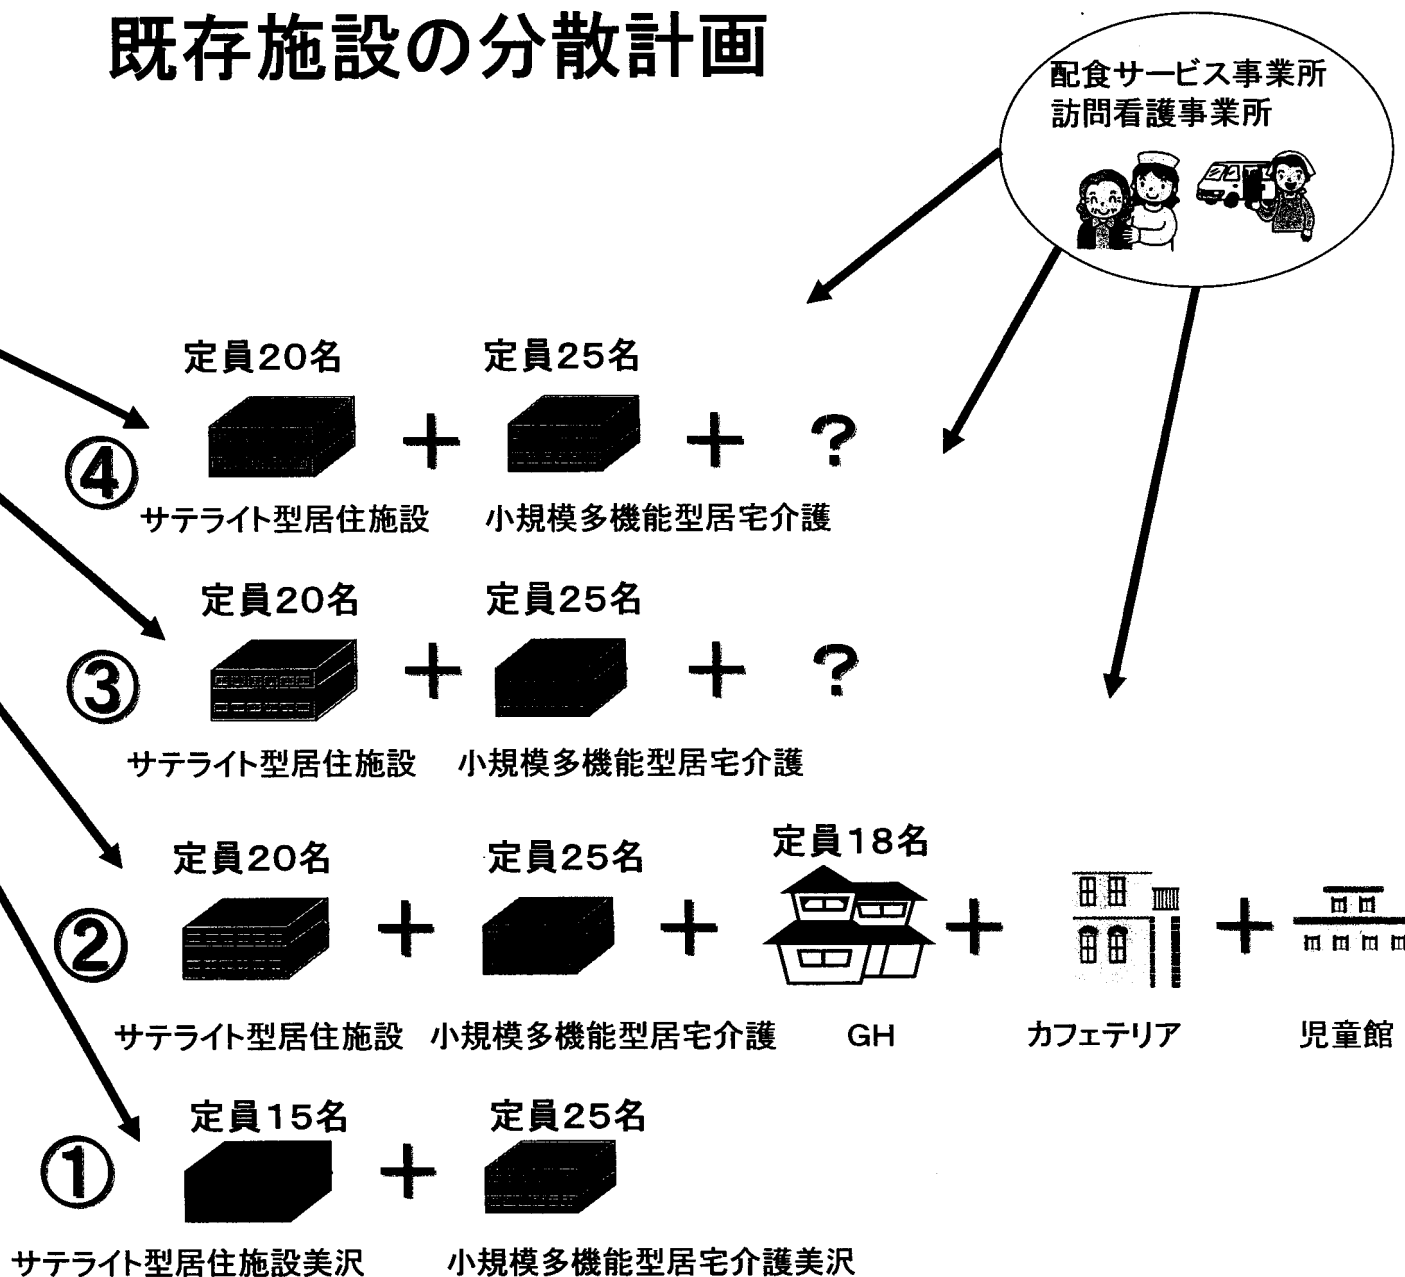 既存施設の分散計画
配食サービス事業所
訪問看護事業所
定員20名
定員25名
④
+
+
?
サテライト型居住施設
小規模多機能型居宅介護
定員20名
定員25名
③
+
+
?
サテライト型居住施設
小規模多機能型居宅介護
定員20名
定員25名
定員18名
②
+
+
+
+
サテライト型居住施設
小規模多機能型居宅介護
GH
カフェテリア
児童館
定員15名
定員25名
①
+
サテライト型居住施設美沢
小規模多機能型居宅介護美沢